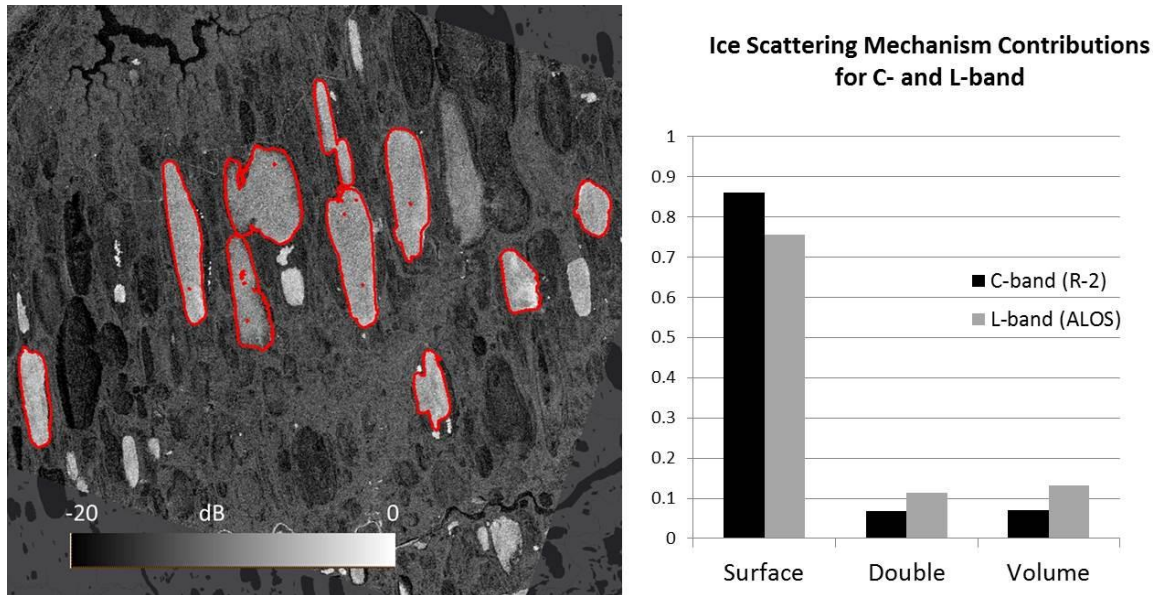 -20 dB 0
Ice Scattering Mechanism Contributions
for C- and L-band
1
0.9
0.8
0.7
0.6
0.5
0.4
0.3
0.2
0.1
0
C-band (R-2)
L-band (ALOS)
Surface Double Volume